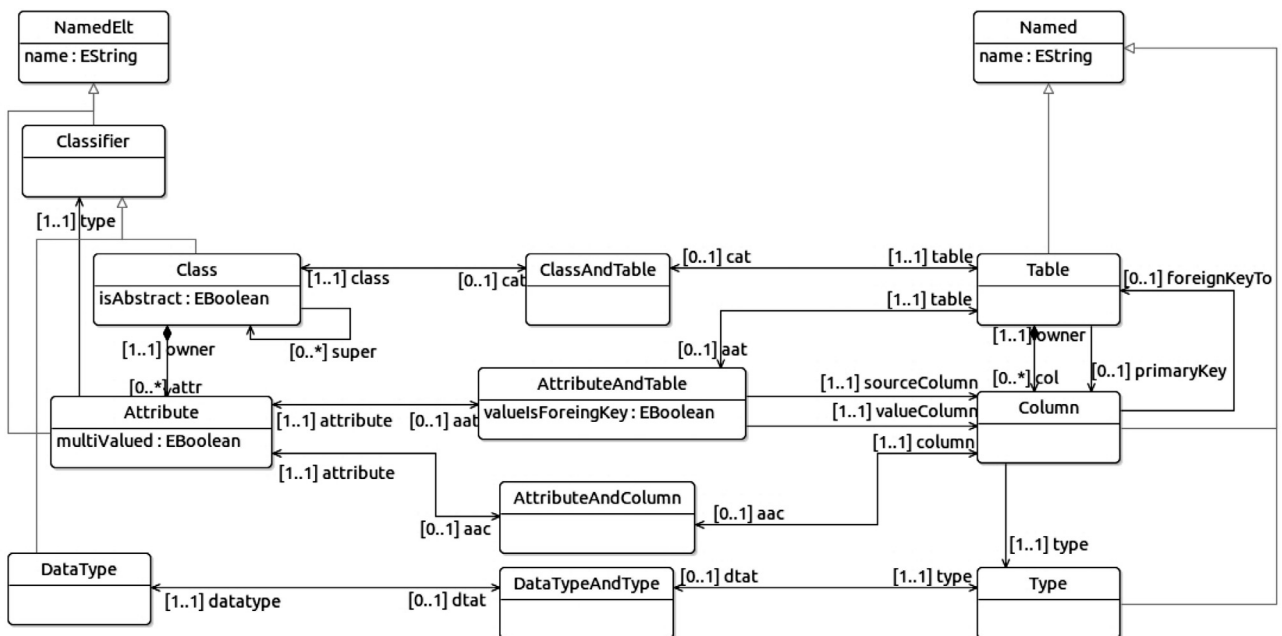 NamedElt
name : EString
Named
name : EString
Classifier
[1..1] type
Class
isAbstract : EBoolean
[1..1] class
[0..1] cat
ClassAndTable
[0..1] cat
[1..1] table
Table
[0..1] foreignKeyTo
[1..1] table
[1..1] owner
[0..*] super
[0..1] aat
[1..1] owner
[0..*] attr
[0..*] col
[0..1] primaryKey
Attribute
multiValued : EBoolean
[1..1] attribute
[0..1] aat
AttributeAndTable
valueIsForeingKey : EBoolean
[1..1] sourceColumn
[1..1] valueColumn
[1..1] column
Column
[1..1] attribute
[0..1] aac
AttributeAndColumn
[0..1] aac
[1..1] type
DataType
[1..1] datatype
[0..1] dtat
DataTypeAndType
[0..1] dtat
[1..1] type
Type